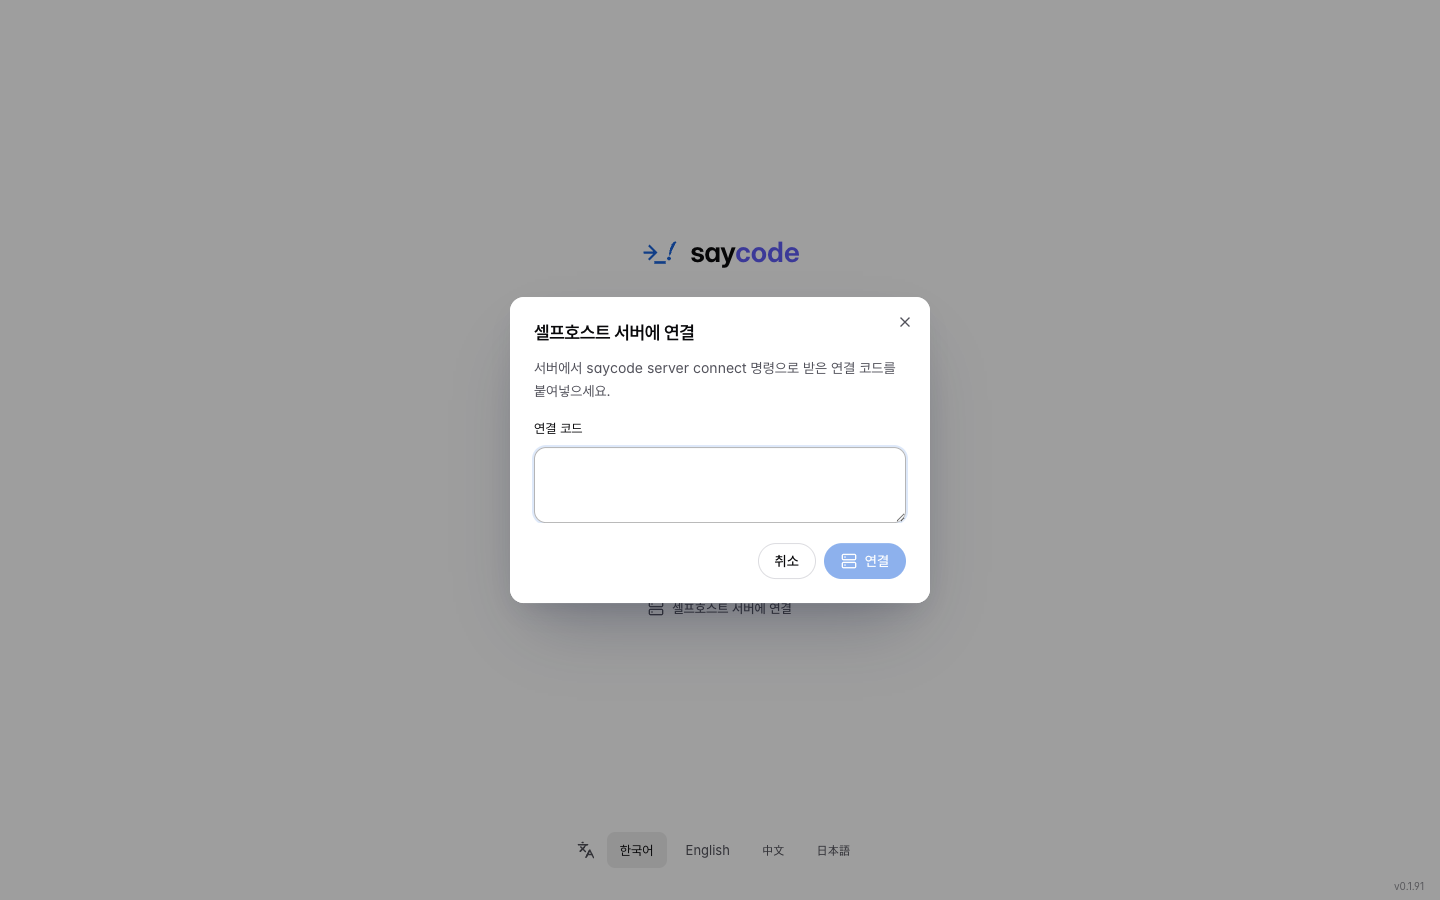 saycode
셀프호스트 서버에 연결
서버에서 saycode server connect 명령으로 받은 연결 코드를
붙여넣으세요.
연결 코드
취소
연결
셀프호스트 서버에 연결
한국어
English
中文
日本語
v0.1.91